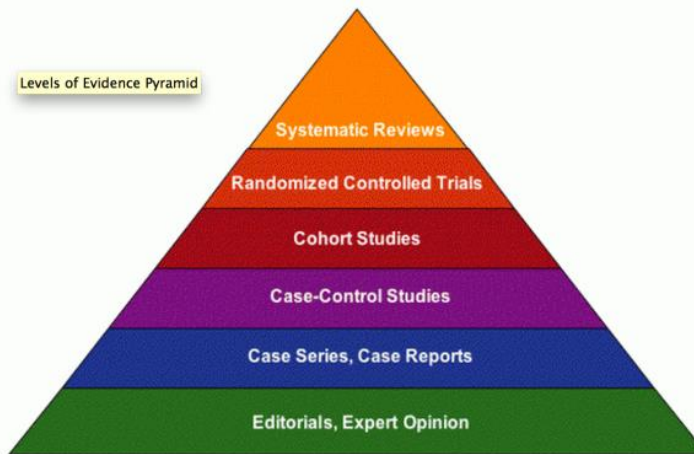 Levels of Evidence Pyramid
Systematic Reviews
Randomized Controlled Trials
Cohort Studies
Case-Control Studies
Case Series, Case Reports
Editorials, Expert Opinion